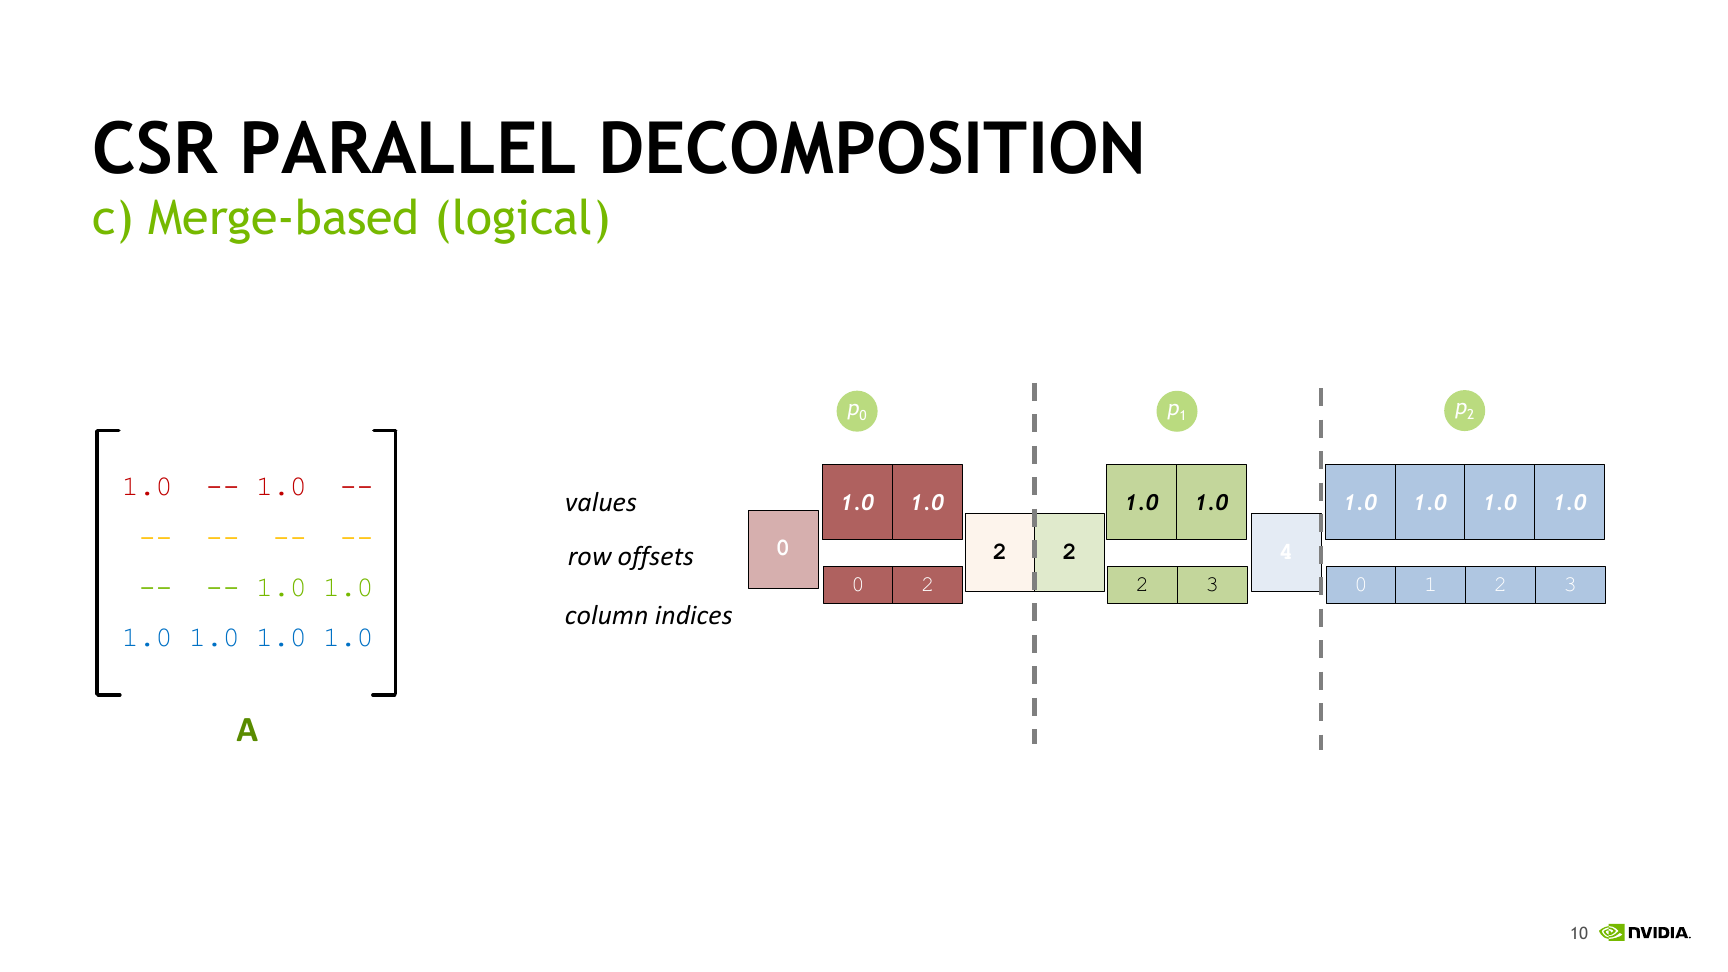 CSR PARALLEL DECOMPOSITION
c) Merge-based (logical)
p0 p1 p2
1.0 -- 1.0 --
-- -- -- --
-- -- 1.0 1.0
1.0 1.0 1.0 1.0
A
values
row offsets
column indices
1.0 1.0 1.0 1.0 1.0 1.0 1.0 1.0
0 2 2 4
0 2 2 3 0 1 2 3
10 NVIDIA.